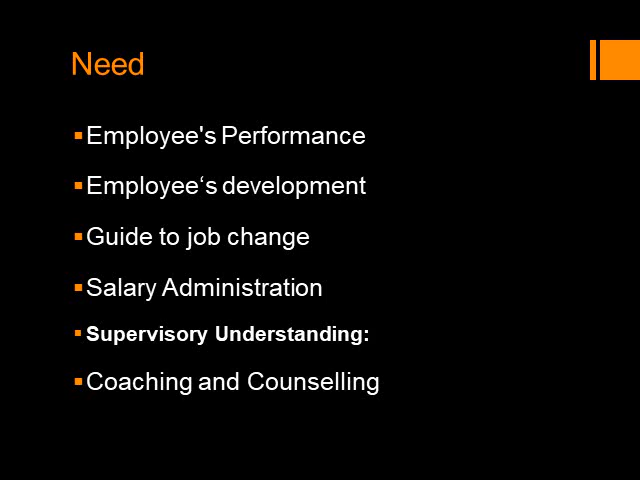 Need
Employee's Performance
Employee‘s development
Guide to job change
Salary Administration
Supervisory Understanding:
Coaching and Counselling